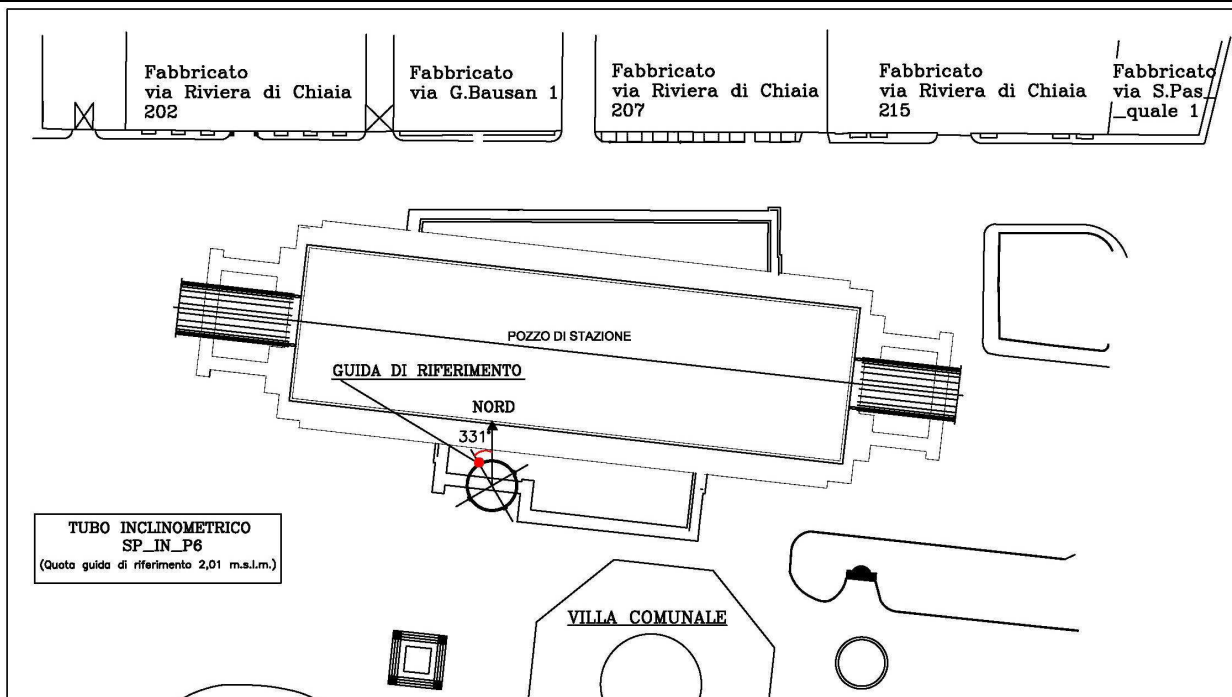 Fabbricato
via Riviera di Chiaia
202
Fabbricato
via G.Bausan 1
Fabbricato
via Riviera di Chiaia
207
Fabbricato
via Riviera di Chiaia
215
Fabbricato
via S.Pas_
_quale 1
POZZO DI STAZIONE
GUIDA DI RIFERIMENTO
NORD
331°
TUBO INCLINOMETRICO
SP_IN_P6
(Quota guida di riferimento 2,01 m.s.l.m.)
VILLA COMUNALE